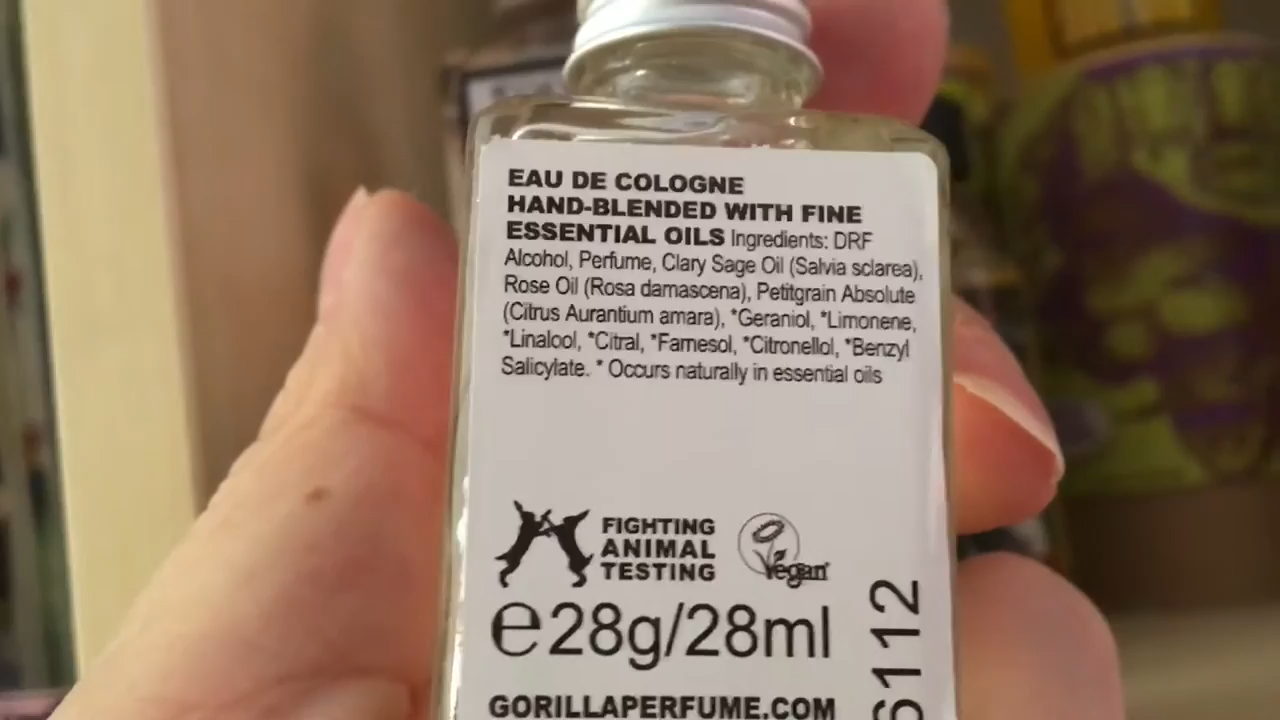 EAU DE COLOGNE
HAND-BLENDED WITH FINE
ESSENTIAL OILS Ingredients: DRF
Alcohol, Perfume, Clary Sage Oil (Salvia sclarea),
Rose Oil (Rosa damascena), Petitgrain Absolute
(Citrus Aurantium amara), *Geraniol, *Limonene,
*Linalool, *Citral, *Farnesol, *Citronellol, *Benzyl
Salicylate. * Occurs naturally in essential oils
FIGHTING
ANIMAL
TESTING
Vegan
e28g/28ml
GORILLAPERFUME.COM
6112